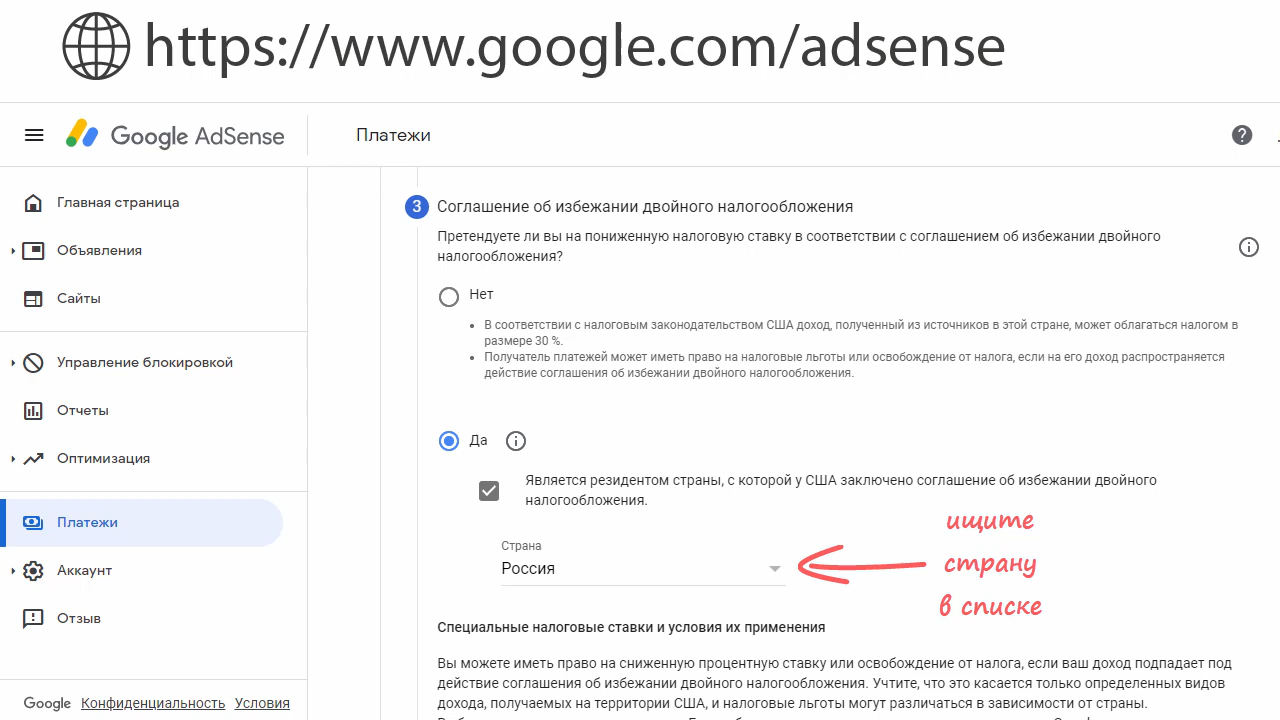 https://www.google.com/adsense
Google AdSense
Платежи
Главная страница
Объявления
Сайты
Управление блокировкой
Отчеты
Оптимизация
Платежи
Аккаунт
Отзыв
Google Конфиденциальность Условия
3 Соглашение об избежании двойного налогообложения
Претендуете ли вы на пониженную налоговую ставку в соответствии с соглашением об избежании двойного
налогообложения?
Нет
• В соответствии с налоговым законодательством США доход, полученный из источников в этой стране, может облагаться налогом в
размере 30 %.
• Получатель платежей может иметь право на налоговые льготы или освобождение от налога, если на его доход распространяется
действие соглашения об избежании двойного налогообложения.
Да
Является резидентом страны, с которой у США заключено соглашение об избежании двойного
налогообложения.
Страна
Россия
ищите
страну
в списке
Специальные налоговые ставки и условия их применения
Вы можете иметь право на сниженную процентную ставку или освобождение от налога, если ваш доход подпадает под
действие соглашения об избежании двойного налогообложения. Учтите, что это касается только определенных видов
дохода, получаемых на территории США, и налоговые льготы могут различаться в зависимости от страны.